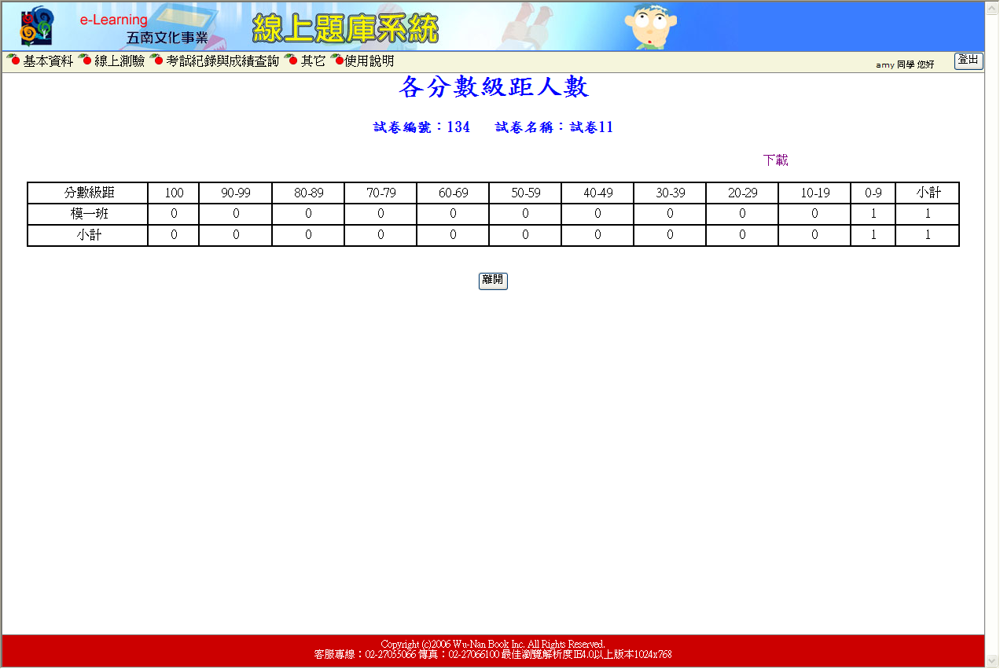 e-Learning
五南文化事業
線上題庫系統
基本資料 線上測驗 考試紀錄與成績查詢 其它 使用說明
amy 同學 您好 登出
各分數級距人數
試卷編號：134 試卷名稱：試卷11
下載
分數級距 100 90-99 80-89 70-79 60-69 50-59 40-49 30-39 20-29 10-19 0-9 小計
模一班 0 0 0 0 0 0 0 0 0 0 1 1
小計 0 0 0 0 0 0 0 0 0 0 1 1
離開
Copyright (c)2006 Wu-Nan Book Inc. All Rights Reserved.
客服專線：02-27055066 傳真：02-27066100 最佳瀏覽解析度IE4.0以上版本1024x768